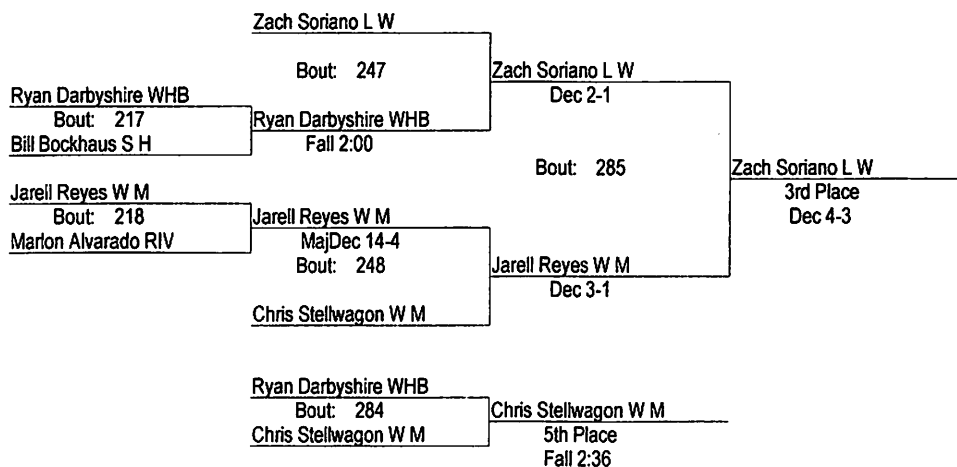 Zach Soriano L W
Bout: 247
Zach Soriano L W
Dec 2-1
Ryan Darbyshire WHB
Bout: 217
Ryan Darbyshire WHB
Bill Bockhaus S H
Fall 2:00
Bout: 285
Zach Soriano L W
3rd Place
Dec 4-3
Jarell Reyes W M
Bout: 218
Jarell Reyes W M
Marlon Alvarado RIV
MajDec 14-4
Bout: 248
Jarell Reyes W M
Dec 3-1
Chris Stellwagon W M
Ryan Darbyshire WHB
Bout: 284
Chris Stellwagon W M
Chris Stellwagon W M
5th Place
Fall 2:36